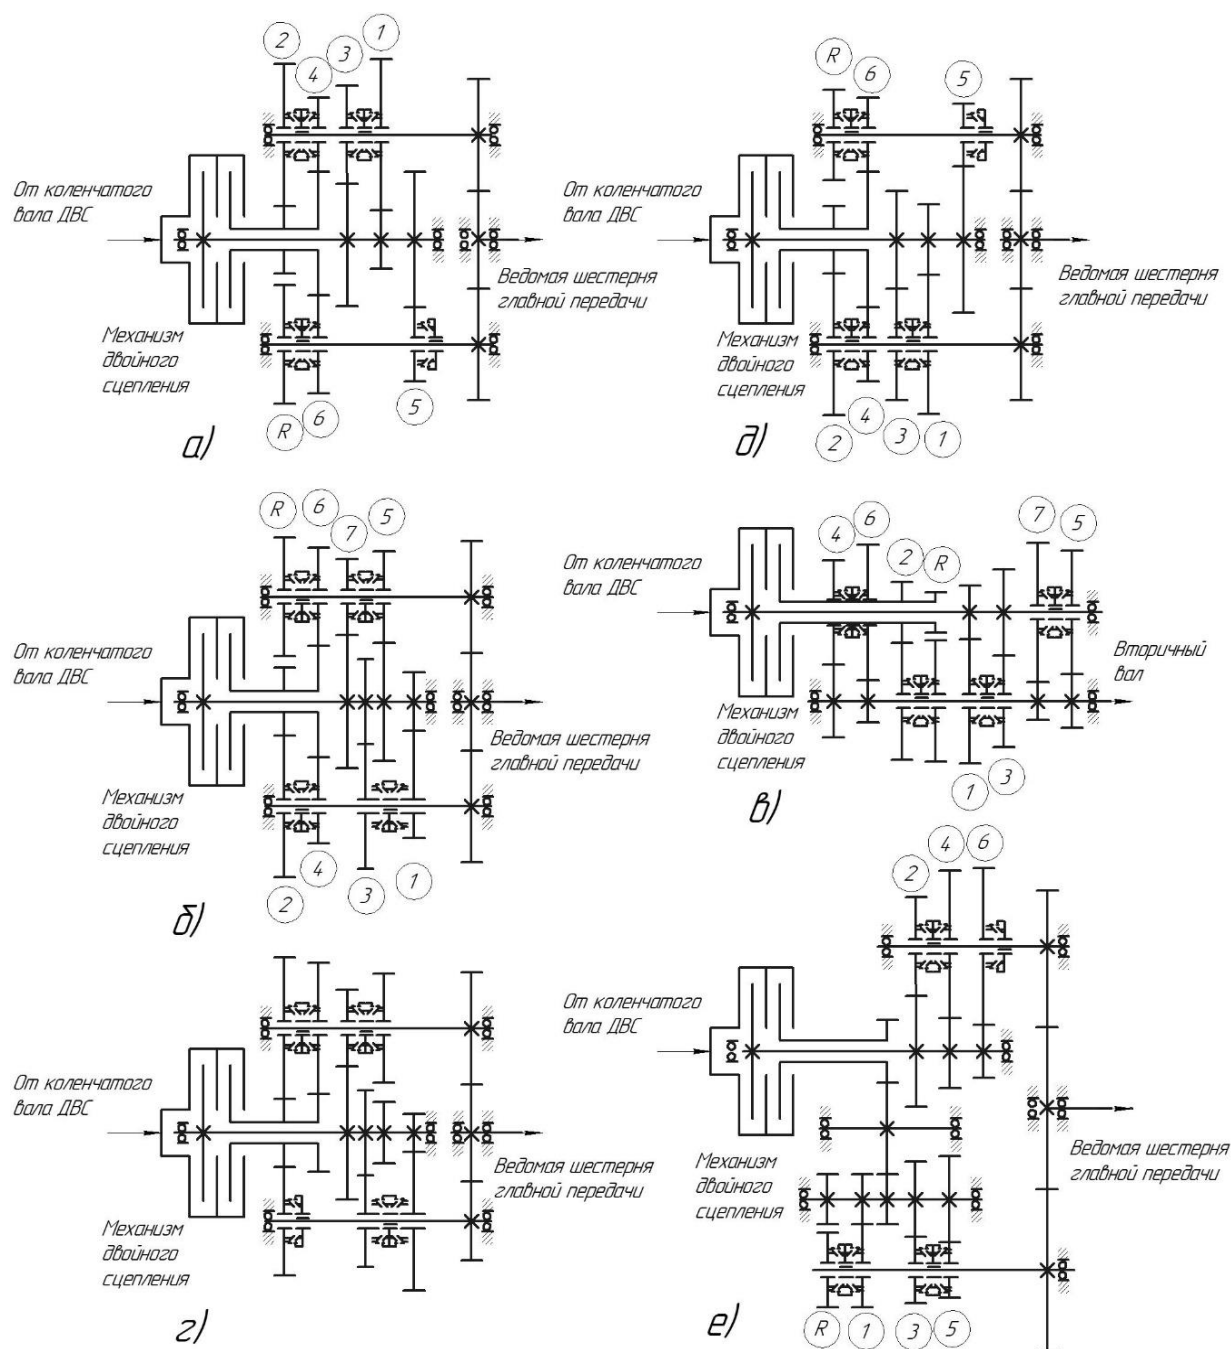 2
4
3
1
От коленчатого
вала ДВС
Ведомая шестерня
главной передачи
Механизм
двойного
сцепления
R
6
5
а)
R
6
5
От коленчатого
вала ДВС
Ведомая шестерня
главной передачи
Механизм
двойного
сцепления
2
4
3
1
д)
R
6
7
5
От коленчатого
вала ДВС
Ведомая шестерня
главной передачи
Механизм
двойного
сцепления
2
4
3
1
б)
4
6
2
R
7
5
От коленчатого
вала ДВС
Вторичный
вал
Механизм
двойного
сцепления
1
3
в)
От коленчатого
вала ДВС
Ведомая шестерня
главной передачи
Механизм
двойного
сцепления
г)
2
4
6
От коленчатого
вала ДВС
Ведомая шестерня
главной передачи
Механизм
двойного
сцепления
R
1
3
5
е)